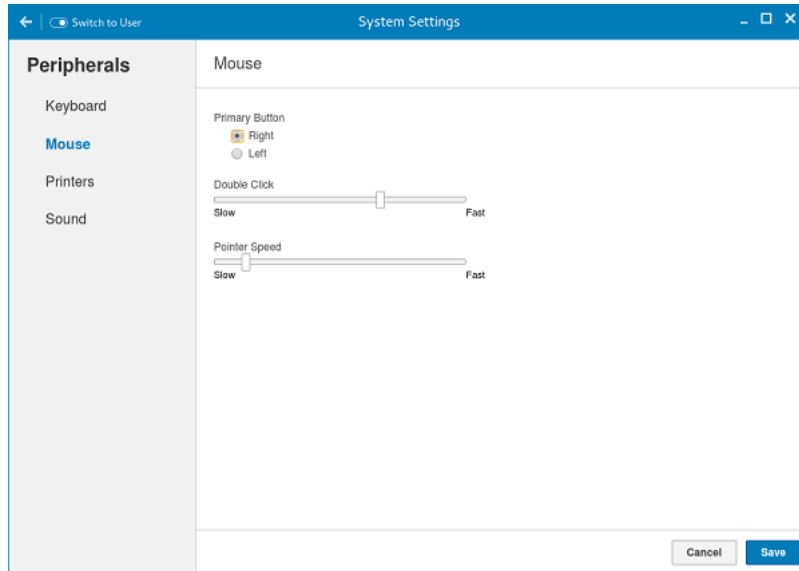 Switch to User
System Settings
Peripherals
Keyboard
Mouse
Printers
Sound
Mouse
Primary Button
Right
Left
Double Click
Slow Fast
Pointer Speed
Slow Fast
Cancel Save